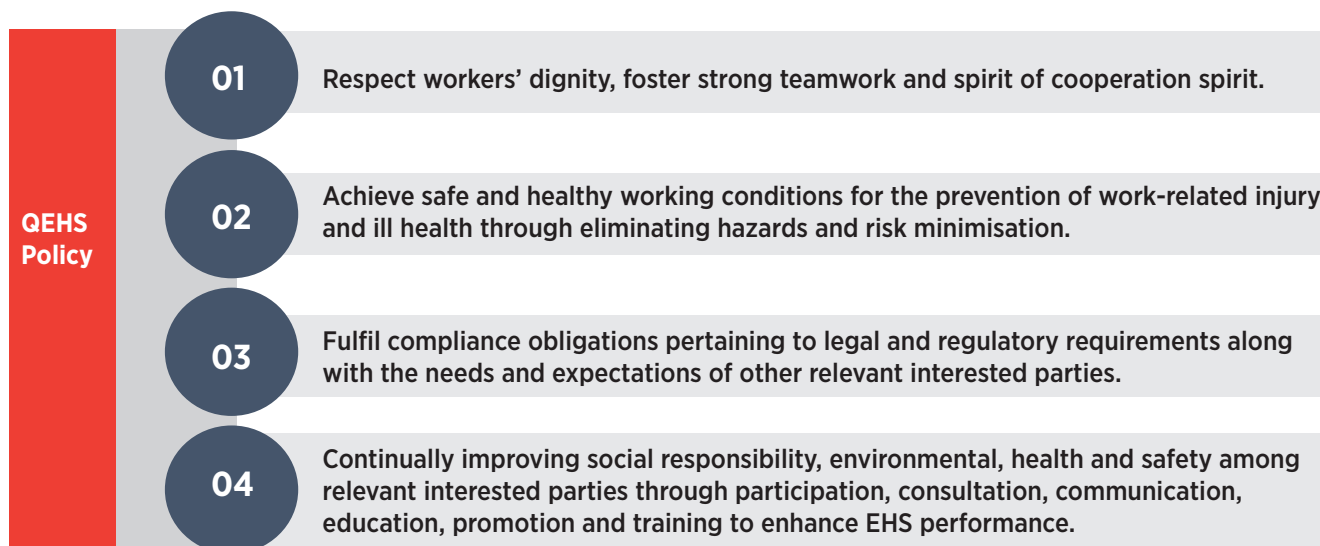 QEHS
Policy
01
Respect workers’ dignity, foster strong teamwork and spirit of cooperation spirit.
02
Achieve safe and healthy working conditions for the prevention of work-related injury
and ill health through eliminating hazards and risk minimisation.
03
Fulfil compliance obligations pertaining to legal and regulatory requirements along
with the needs and expectations of other relevant interested parties.
04
Continually improving social responsibility, environmental, health and safety among
relevant interested parties through participation, consultation, communication,
education, promotion and training to enhance EHS performance.